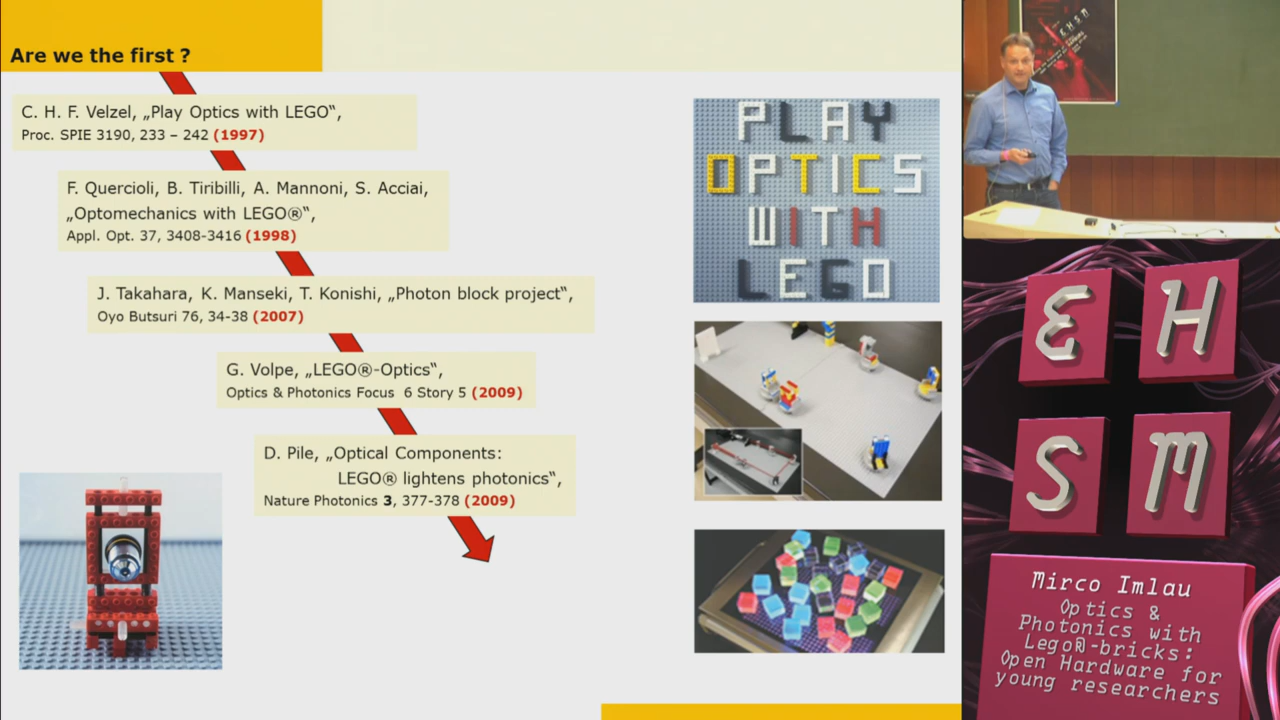 Are we the first ?
C. H. F. Velzel, „Play Optics with LEGO“,
Proc. SPIE 3190, 233 – 242 (1997)
F. Quercioli, B. Tiribilli, A. Mannoni, S. Acciai,
„Optomechanics with LEGO®“,
Appl. Opt. 37, 3408-3416 (1998)
J. Takahara, K. Manseki, T. Konishi, „Photon block project“,
Oyo Butsuri 76, 34-38 (2007)
G. Volpe, „LEGO®-Optics“,
Optics & Photonics Focus 6 Story 5 (2009)
D. Pile, „Optical Components:
LEGO® lightens photonics“,
Nature Photonics 3, 377-378 (2009)
PLAY
OPTICS
WITH
LEGO
EHSM
E H
S M
Mirco Imlau
Optics &
Photonics with
Lego®-bricks:
Open Hardware for
young researchers